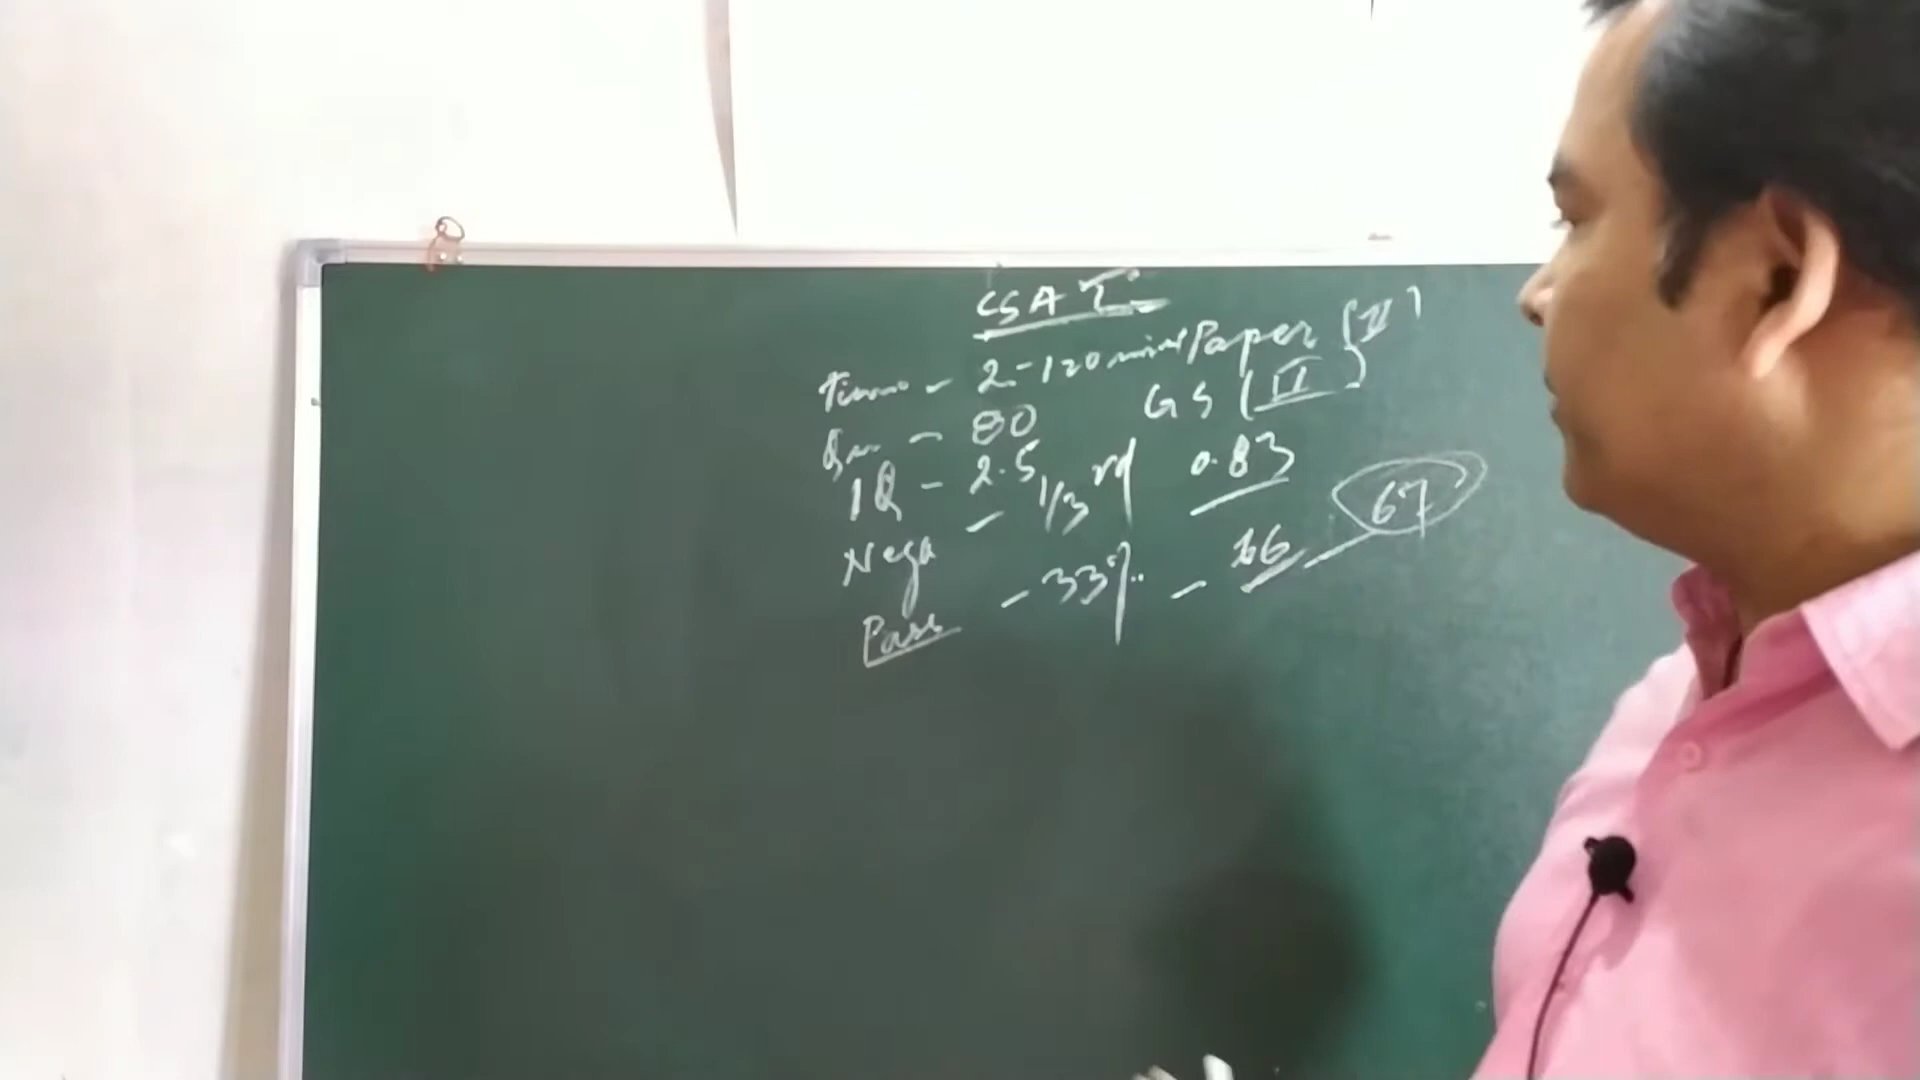 CSAT
Time - 2 - 120 min Paper (II)
Qu - 80 GS (II)
1Q - 2.5
Nega - 1/3 rd 0.83
Pass - 33% - 66 - 67